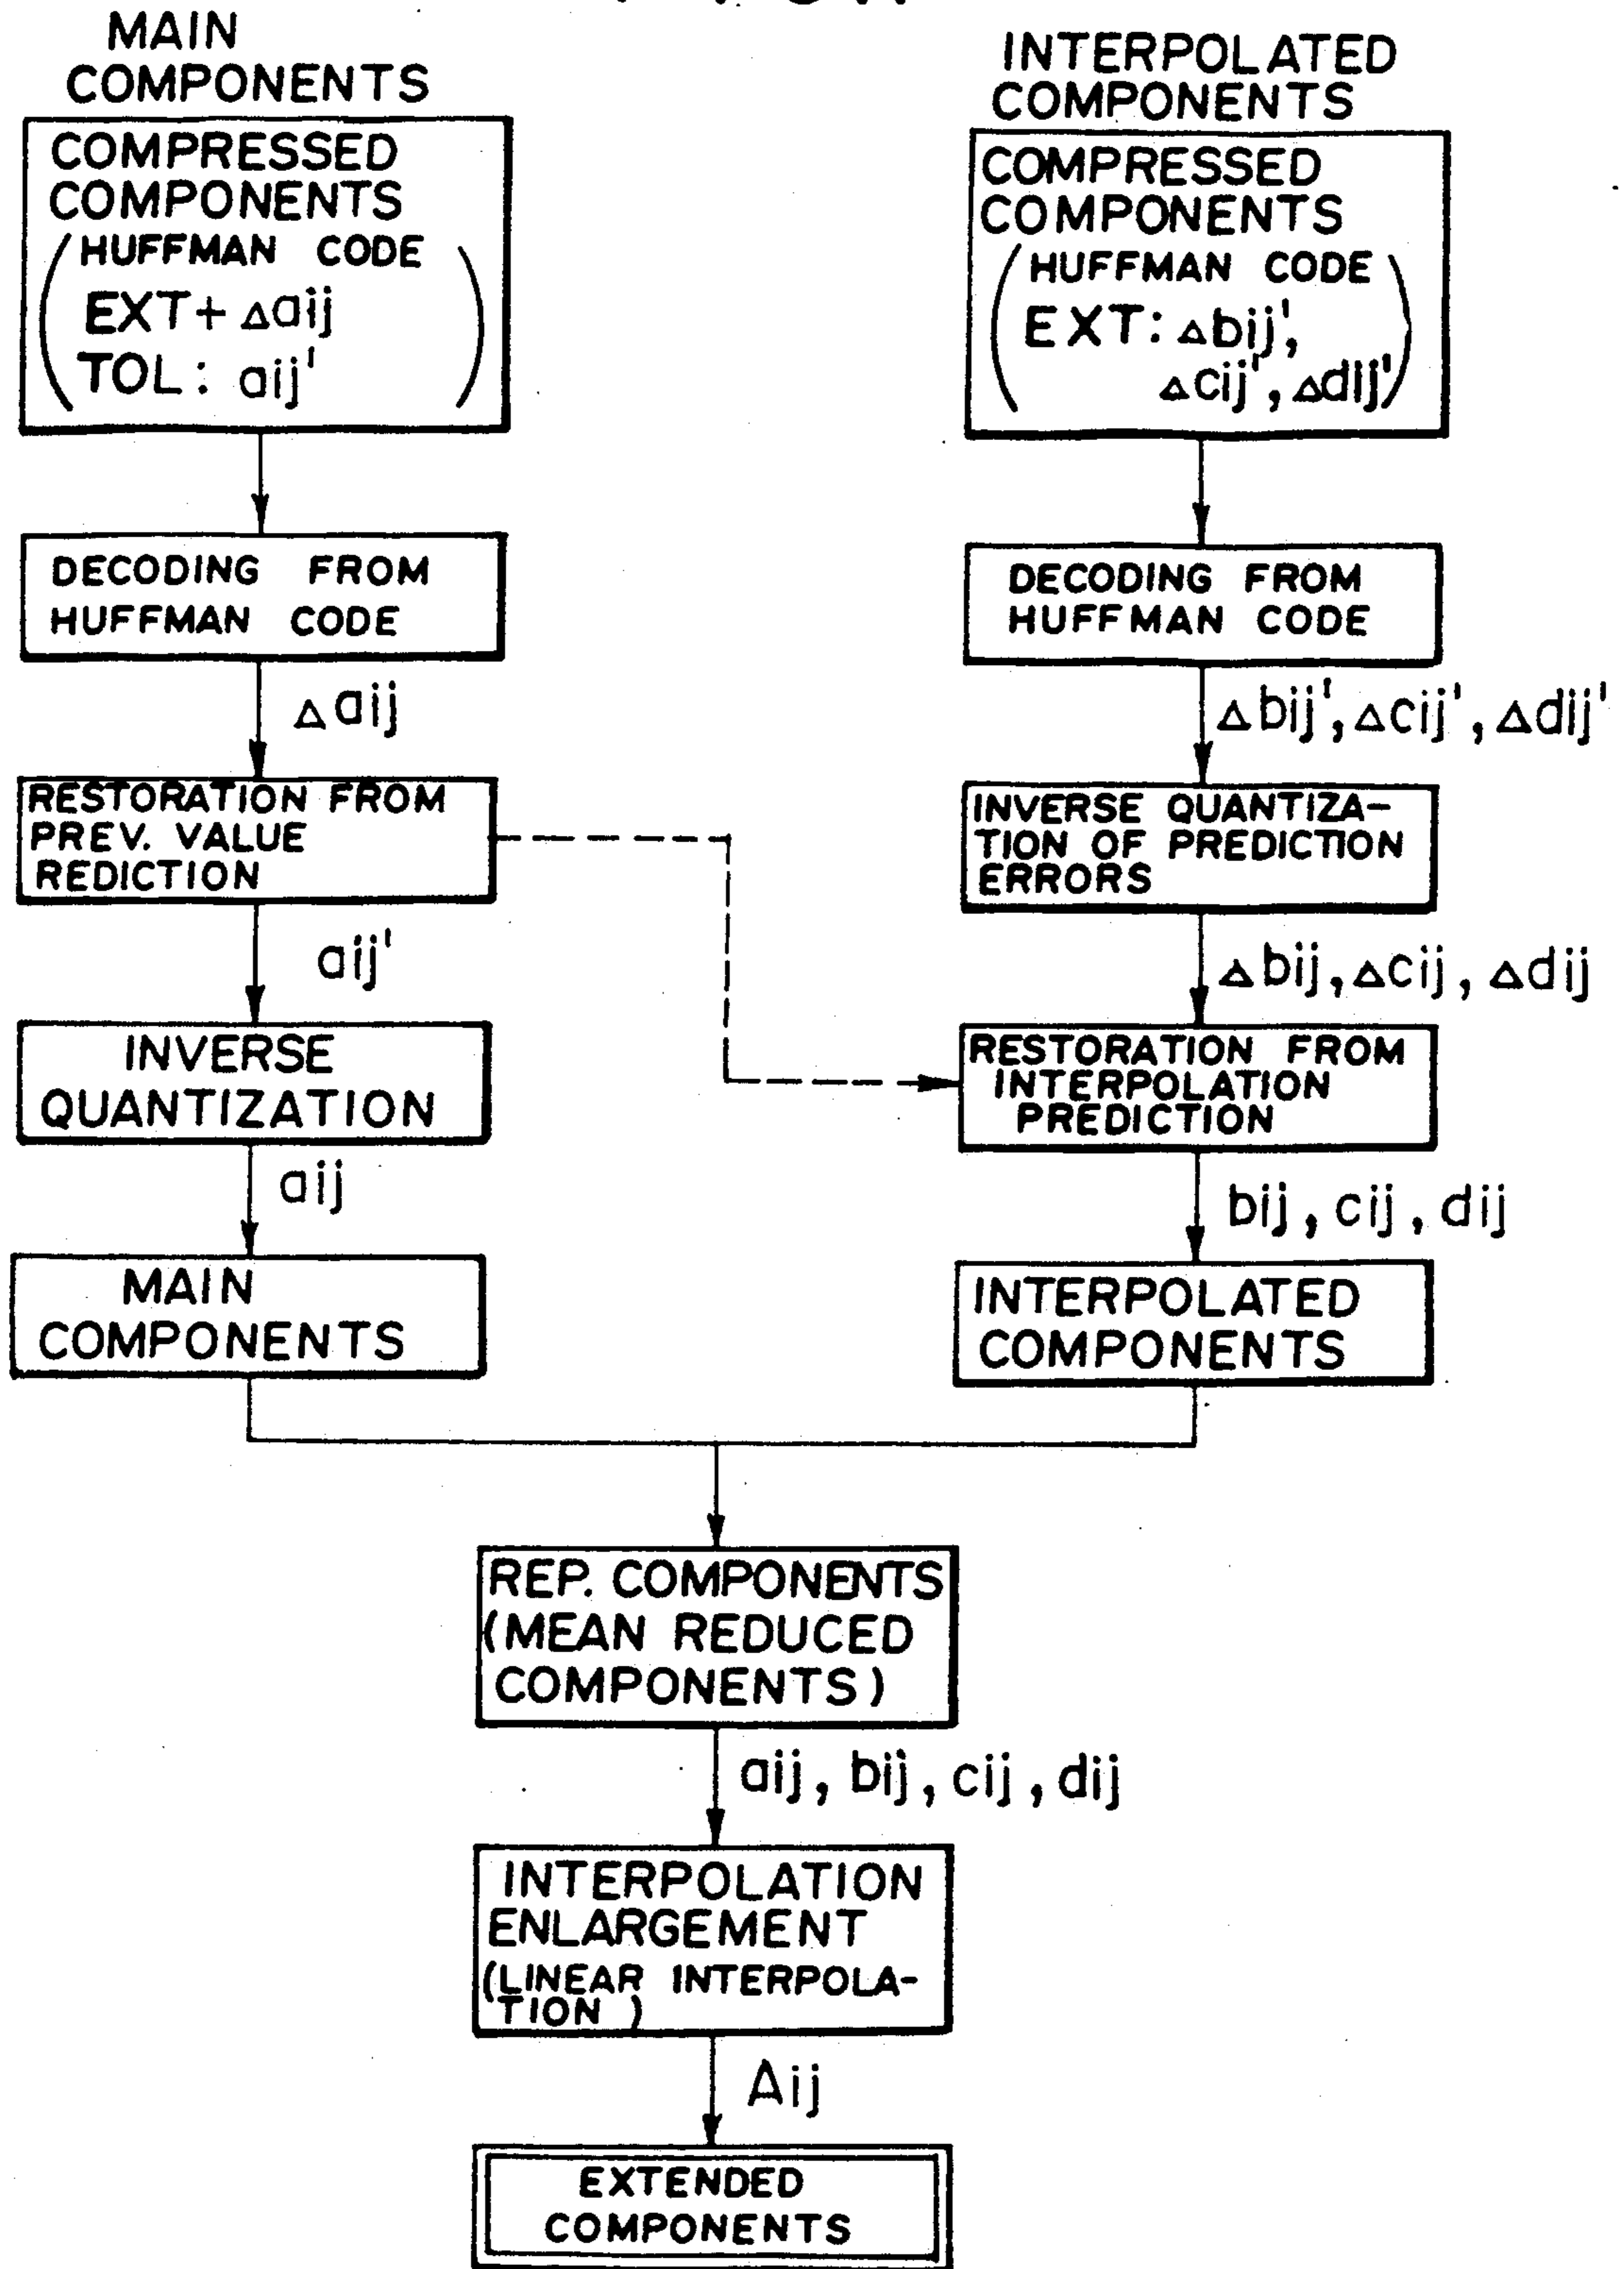 MAIN
COMPONENTS
COMPRESSED
COMPONENTS
HUFFMAN CODE
EXT+ Δaij
TOL: aij'
DECODING FROM
HUFFMAN CODE
Δaij
RESTORATION FROM
PREV. VALUE
REDICTION
aij'
INVERSE
QUANTIZATION
aij
MAIN
COMPONENTS
INTERPOLATED
COMPONENTS
COMPRESSED
COMPONENTS
HUFFMAN CODE
EXT: Δbij',
Δcij', Δdij'
DECODING FROM
HUFFMAN CODE
Δbij', Δcij', Δdij'
INVERSE QUANTIZA-
TION OF PREDICTION
ERRORS
Δbij, Δcij, Δdij
RESTORATION FROM
INTERPOLATION
PREDICTION
bij, cij, dij
INTERPOLATED
COMPONENTS
REP. COMPONENTS
(MEAN REDUCED
COMPONENTS)
aij, bij, cij, dij
INTERPOLATION
ENLARGEMENT
(LINEAR INTERPOLA-
TION )
Aij
EXTENDED
COMPONENTS